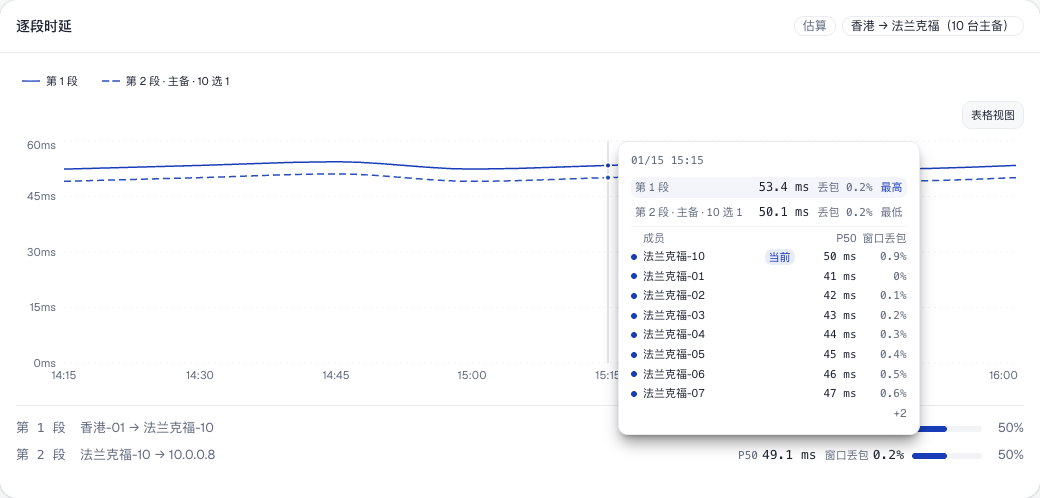 逐段时延
估算
香港 → 法兰克福（10 台主备）
第 1 段
第 2 段 · 主备 · 10 选 1
表格视图
60ms
45ms
30ms
15ms
0ms
14:15
14:30
14:45
15:00
15:15
16:00
01/15 15:15
第 1 段 53.4 ms 丢包 0.2% 最高
第 2 段 · 主备 · 10 选 1 50.1 ms 丢包 0.2% 最低
成员 P50 窗口丢包
法兰克福-10 当前 50 ms 0.9%
法兰克福-01 41 ms 0%
法兰克福-02 42 ms 0.1%
法兰克福-03 43 ms 0.2%
法兰克福-04 44 ms 0.3%
法兰克福-05 45 ms 0.4%
法兰克福-06 46 ms 0.5%
法兰克福-07 47 ms 0.6%
+2
第 1 段 香港-01 → 法兰克福-10 50%
第 2 段 法兰克福-10 → 10.0.0.8 P50 49.1 ms 窗口丢包 0.2% 50%